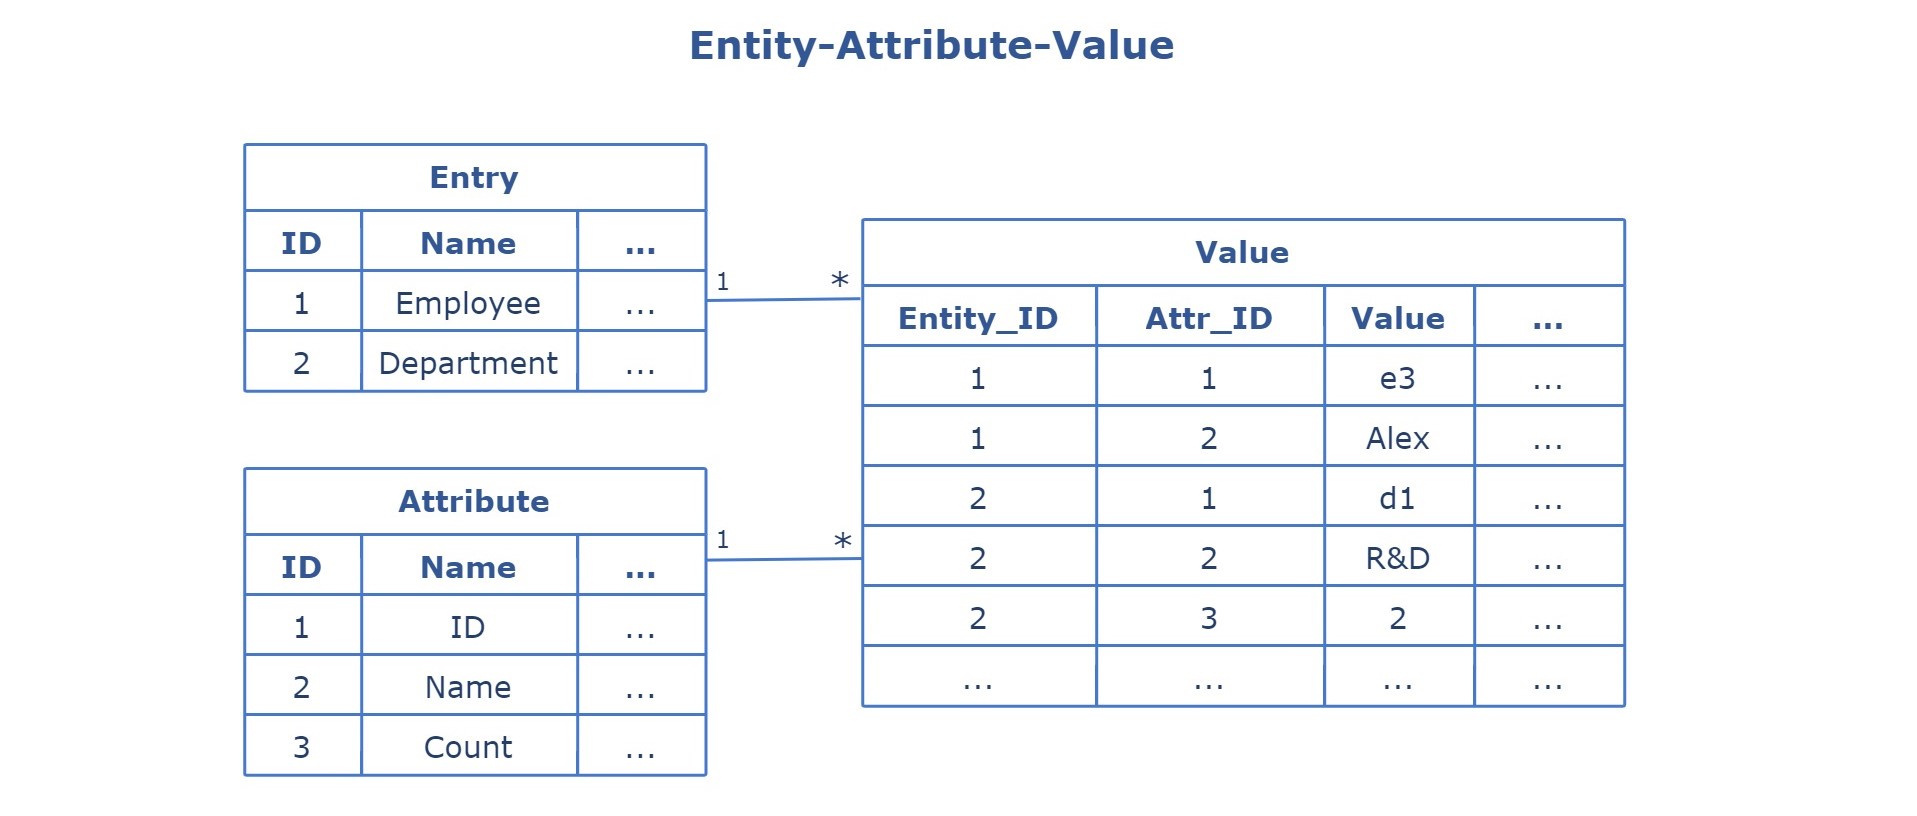 Entity-Attribute-Value
Entry
ID Name ...
1 Employee ...
2 Department ...
1 *
Attribute
ID Name ...
1 ID ...
2 Name ...
3 Count ...
1 *
Value
Entity_ID Attr_ID Value ...
1 1 e3 ...
1 2 Alex ...
2 1 d1 ...
2 2 R&D ...
2 3 2 ...
... ... ... ...